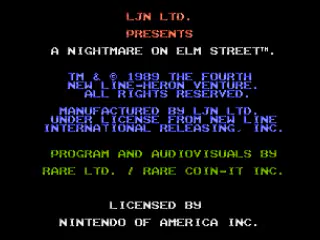 LJN LTD.
PRESENTS
A NIGHTMARE ON ELM STREET™.
TM & © 1989 THE FOURTH
NEW LINE-HERON VENTURE.
ALL RIGHTS RESERVED.
MANUFACTURED BY LJN LTD.
UNDER LICENSE FROM NEW LINE
INTERNATIONAL RELEASING, INC.
PROGRAM AND AUDIOVISUALS BY
RARE LTD. / RARE COIN-IT INC.
LICENSED BY
NINTENDO OF AMERICA INC.